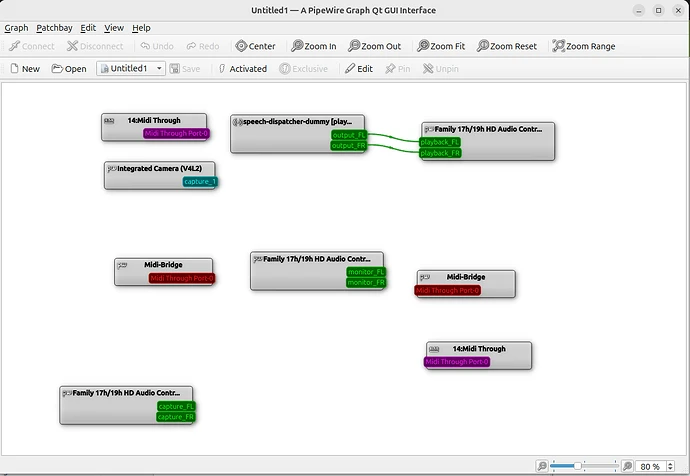 Untitled1 — A PipeWire Graph Qt GUI Interface
Graph Patchbay Edit View Help
Connect Disconnect Undo Redo Center Zoom In Zoom Out Zoom Fit Zoom Reset Zoom Range
New Open Untitled1 Save Activated Exclusive Edit Pin Unpin
14:Midi Through
Midi Through Port-0
speech-dispatcher-dummy [play...
output_FL
output_FR
Family 17h/19h HD Audio Contr...
playback_FL
playback_FR
Integrated Camera (V4L2)
capture_1
Midi-Bridge
Midi Through Port-0
Family 17h/19h HD Audio Contr...
monitor_FL
monitor_FR
Midi-Bridge
Midi Through Port-0
14:Midi Through
Midi Through Port-0
Family 17h/19h HD Audio Contr...
capture_FL
capture_FR
80 %